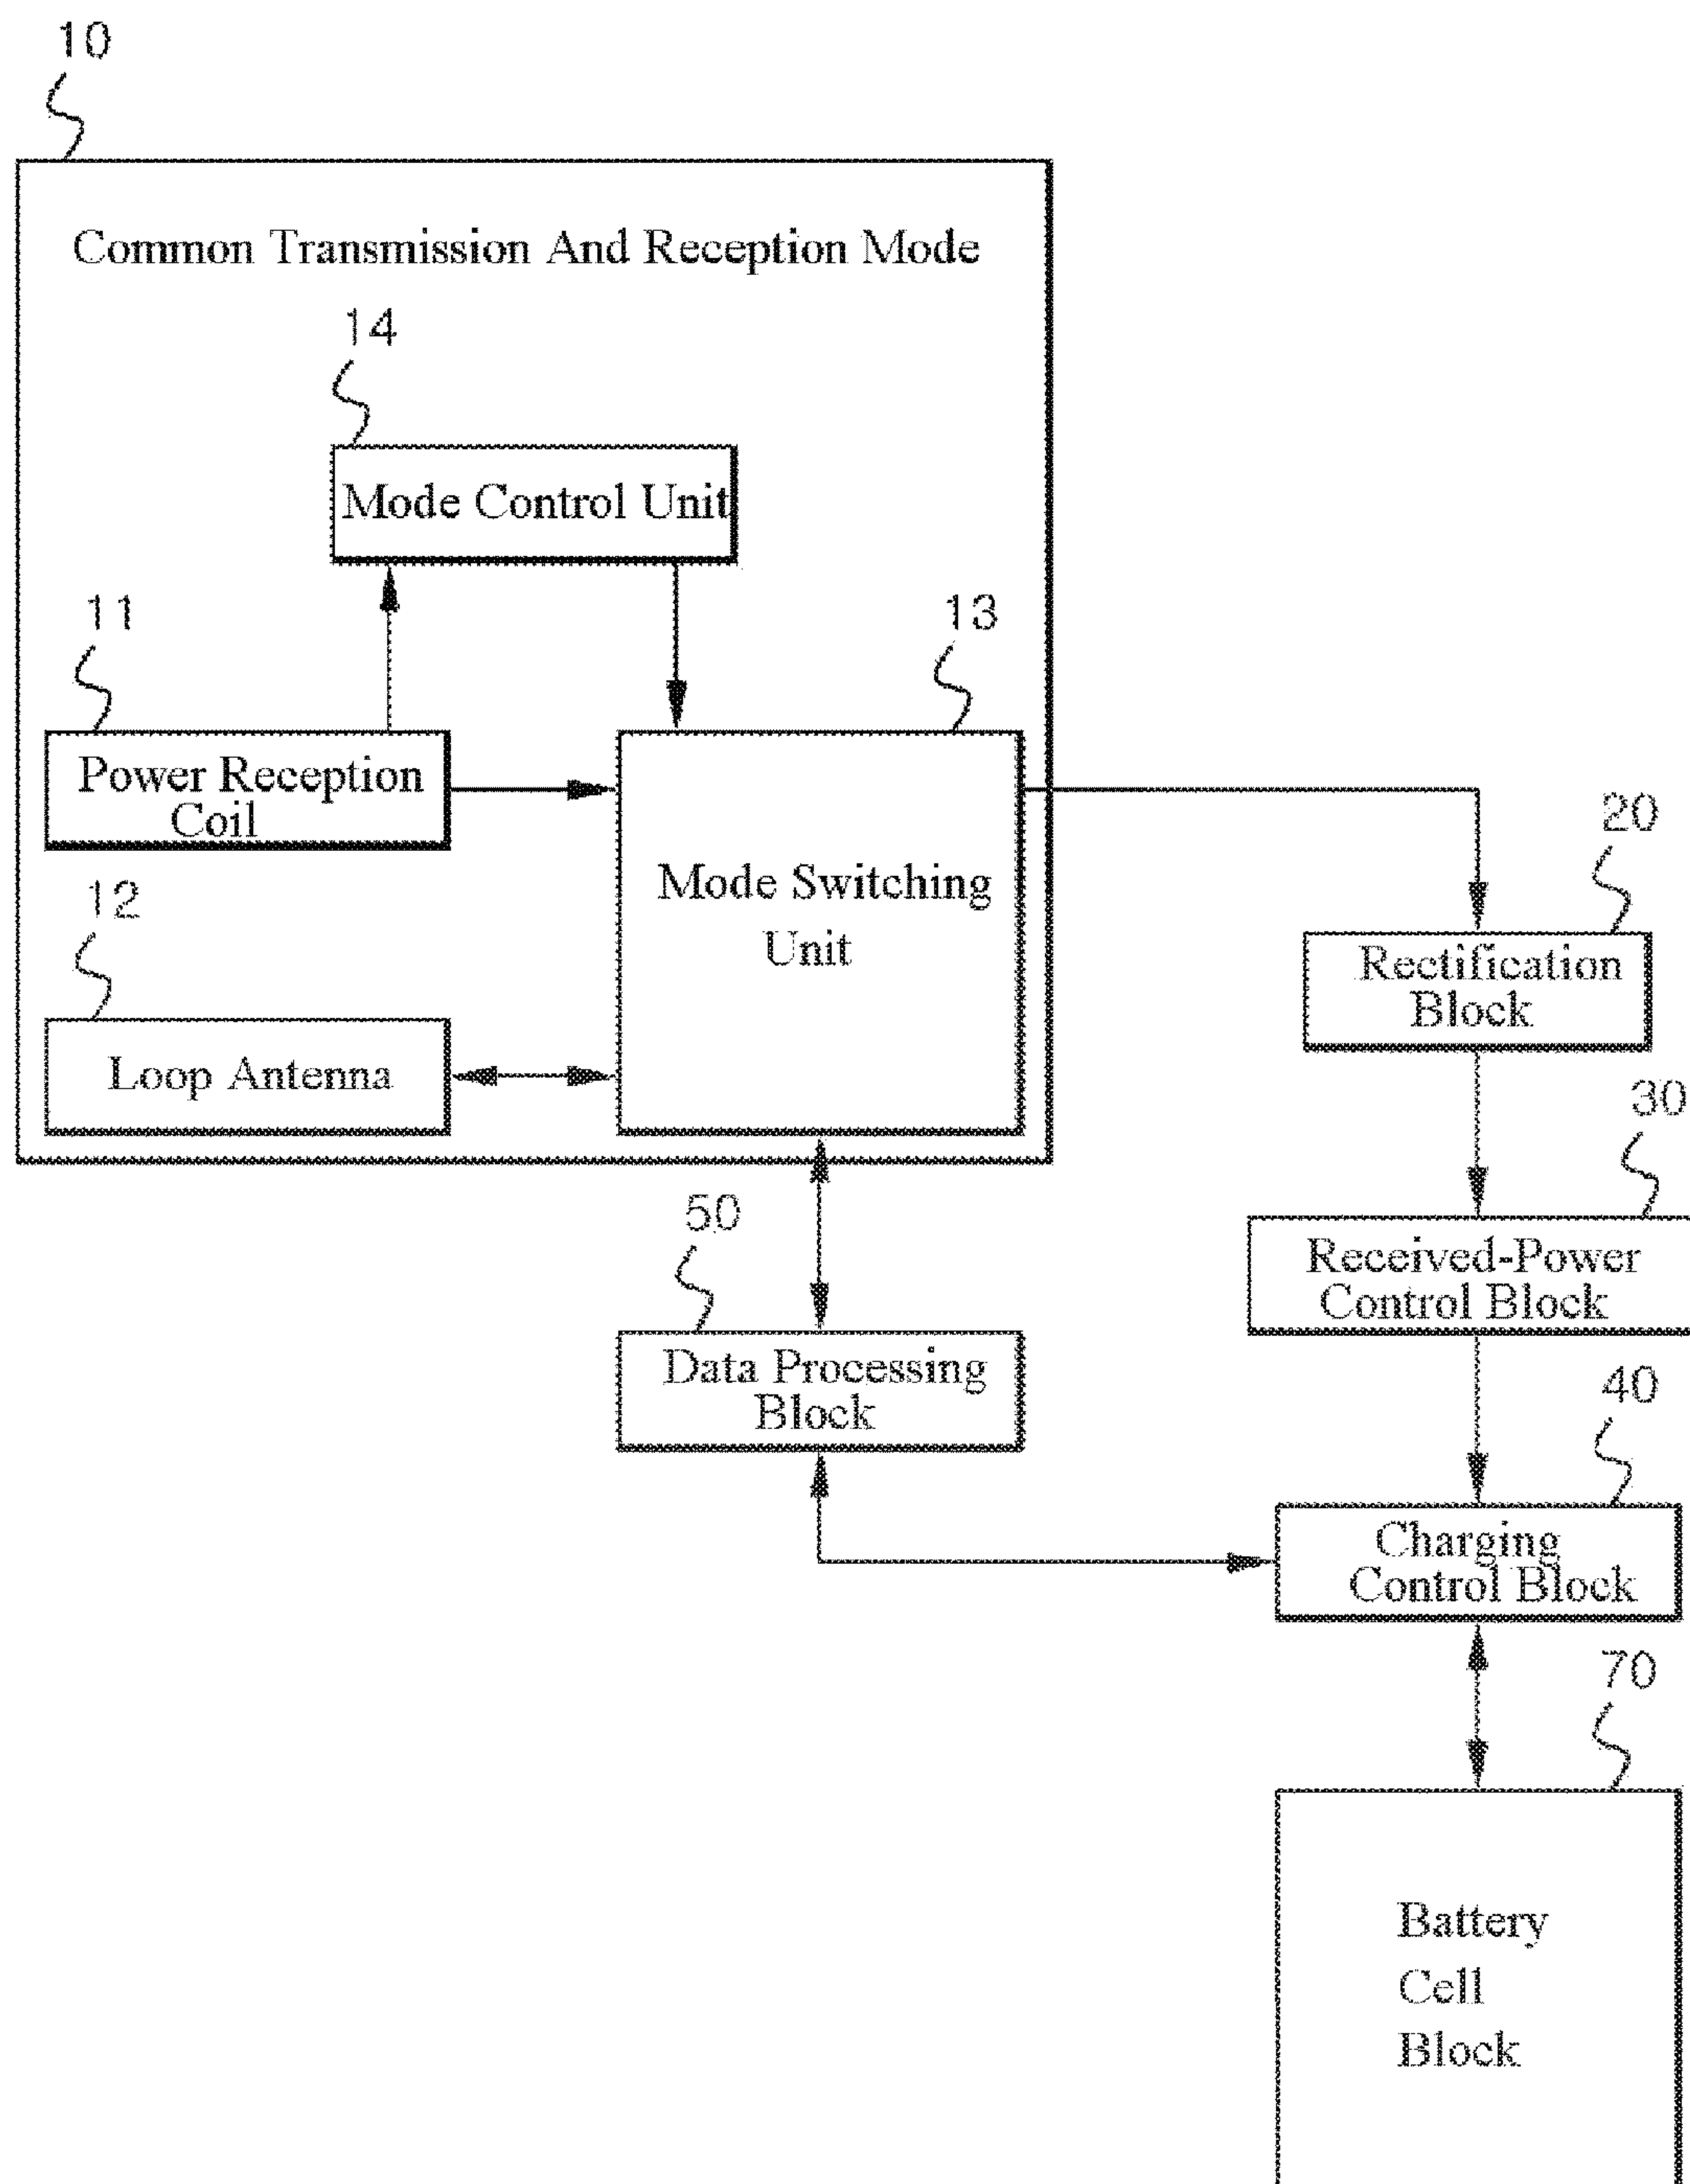 10
Common Transmission And Reception Mode
14
Mode Control Unit
11
13
Power Reception
Coil
20
Mode Switching
Unit
12
Rectification
Block
Loop Antenna
30
50
Received-Power
Control Block
Data Processing
Block
40
Charging
Control Block
70
Battery
Cell
Block